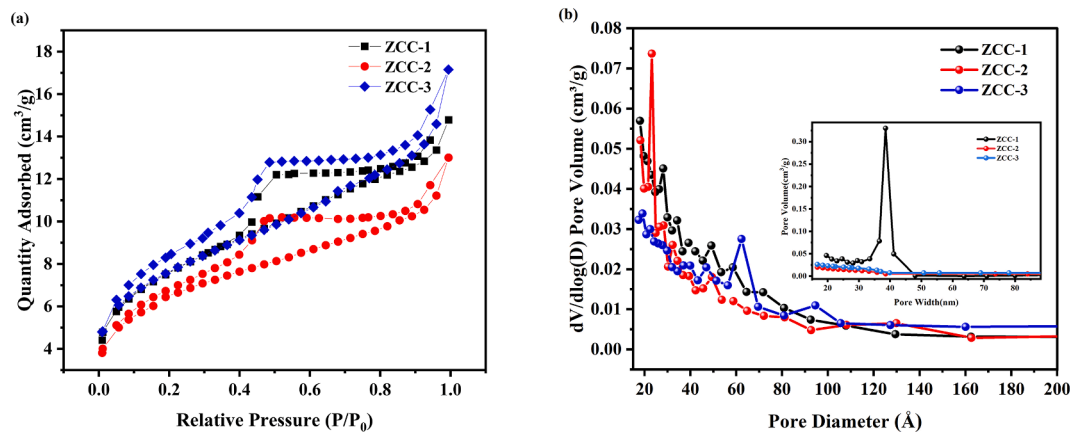 (a)
18
16
14
12
10
8
6
4
Quantity Adsorbed (cm³/g)
ZCC-1
ZCC-2
ZCC-3
0.0 0.2 0.4 0.6 0.8 1.0
Relative Pressure (P/P₀)
(b)
0.08
0.07
0.06
0.05
0.04
0.03
0.02
0.01
0.00
dV/dlog(D) Pore Volume (cm³/g)
ZCC-1
ZCC-2
ZCC-3
0.30
0.25
0.20
0.15
0.10
0.05
0.00
Pore Volume(cm³/g)
ZCC-1
ZCC-2
ZCC-3
20 30 40 50 60 70 80
Pore Width(nm)
20 40 60 80 100 120 140 160 180 200
Pore Diameter (Å)